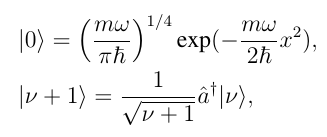 |0⟩ = (mω/πħ)^{1/4} exp(−mω/2ħ x²),
|ν + 1⟩ = 1/√(ν + 1) â†|ν⟩,